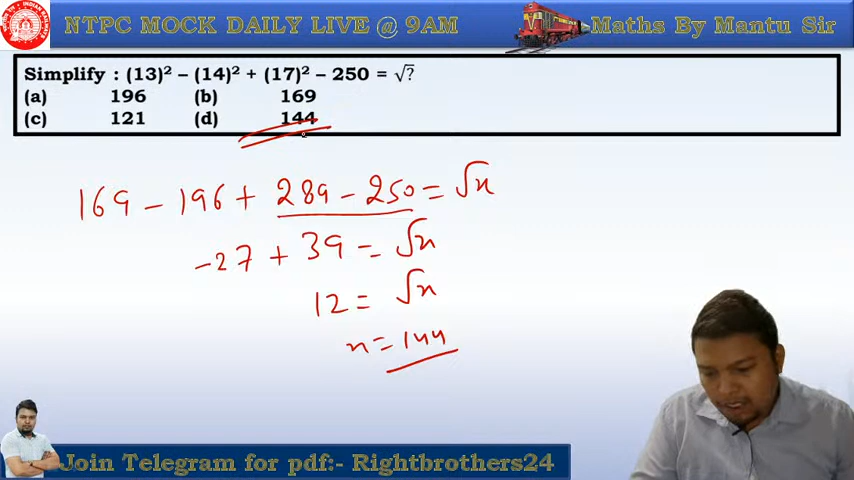 NTPC MOCK DAILY LIVE @ 9AM
Maths By Mantu Sir
Simplify : (13)² – (14)² + (17)² – 250 = √?
(a) 196 (b) 169
(c) 121 (d) 144
169 – 196 + 289 – 250 = √x
-27 + 39 = √x
12 = √x
x = 144
Join Telegram for pdf:- Rightbrothers24